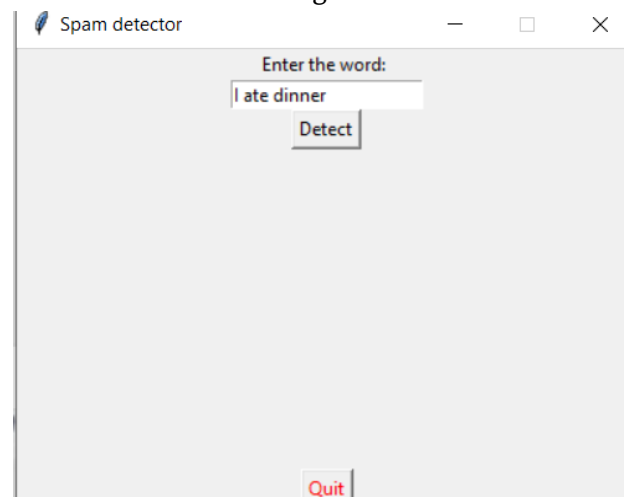 Spam detector
Enter the word:
I ate dinner
Detect
Quit